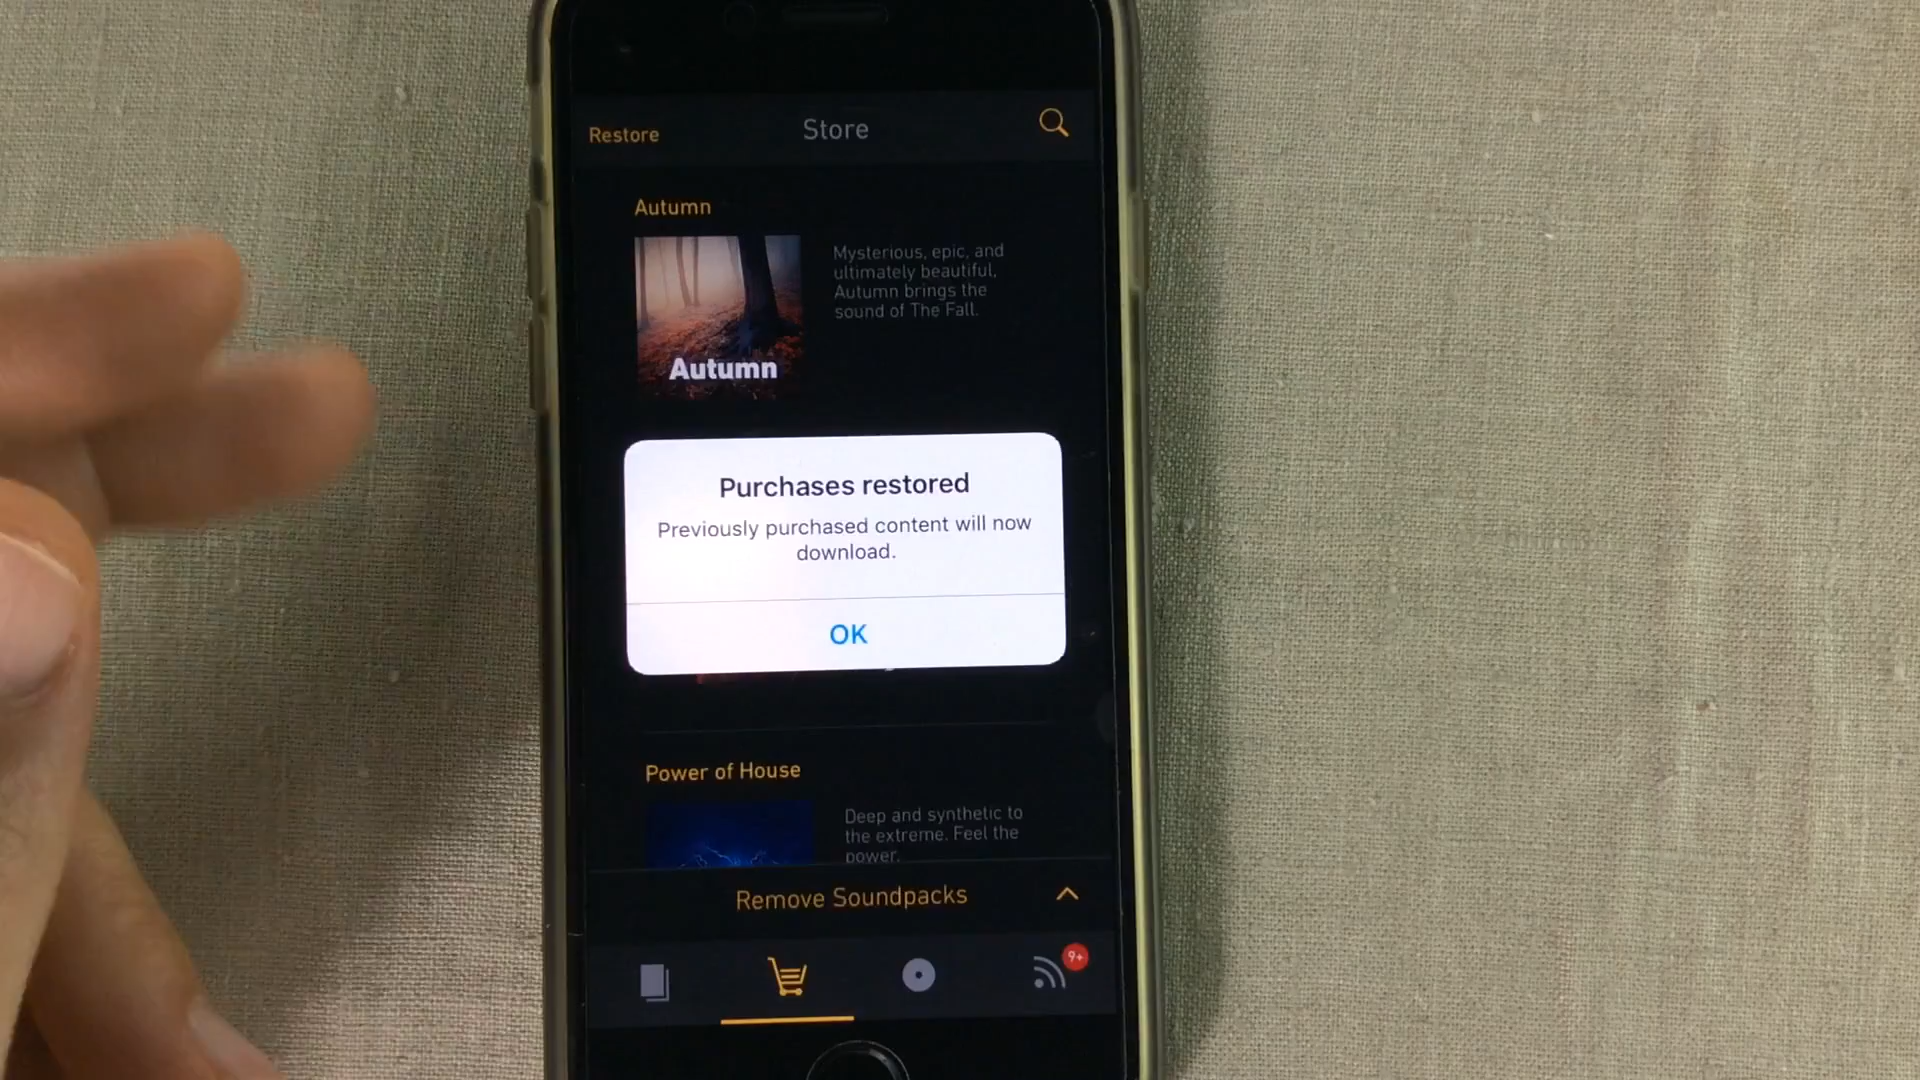 Restore
Store
Autumn
Mysterious, epic, and
ultimately beautiful,
Autumn brings the
sound of The Fall.
Autumn
Purchases restored
Previously purchased content will now
download.
OK
Power of House
Deep and synthetic to
the extreme. Feel the
power.
Remove Soundpacks
9+